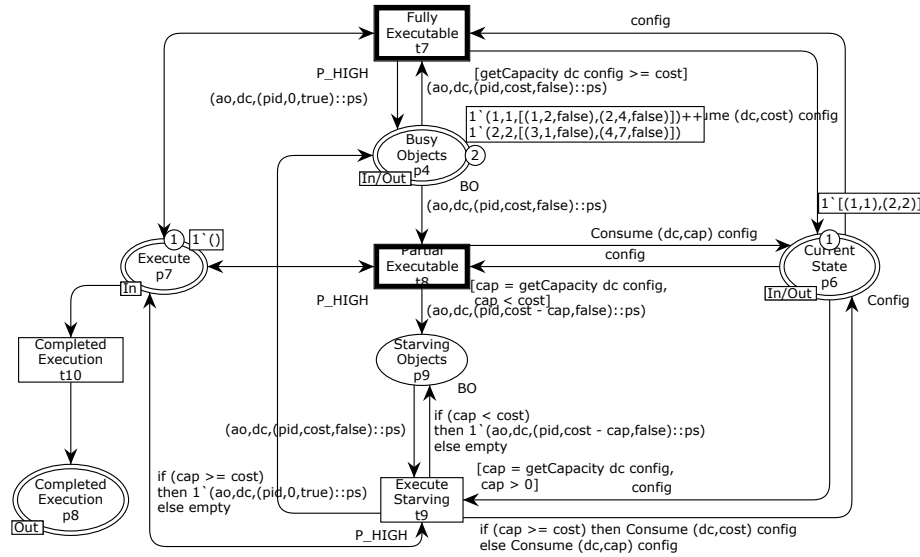 Fully
Executable
t7
config
P_HIGH
[getCapacity dc config >= cost]
(ao,dc,(pid,cost,false)::ps)
(ao,dc,(pid,0,true)::ps)
1`(1,1,[(1,2,false),(2,4,false)])++
1`(2,2,[(3,1,false),(4,7,false)])
ume (dc,cost) config
Busy
Objects
p4
2
In/Out
BO
(ao,dc,(pid,cost,false)::ps)
1`[(1,1),(2,2)]
1
1`()
Execute
p7
In
Partial
Executable
t8
Consume (dc,cap) config
config
1
Current
State
p6
In/Out
Config
P_HIGH
[cap = getCapacity dc config,
cap < cost]
(ao,dc,(pid,cost - cap,false)::ps)
Completed
Execution
t10
Starving
Objects
p9
BO
(ao,dc,(pid,cost,false)::ps)
if (cap < cost)
then 1`(ao,dc,(pid,cost - cap,false)::ps)
else empty
if (cap >= cost)
then 1`(ao,dc,(pid,0,true)::ps)
else empty
[cap = getCapacity dc config,
cap > 0]
config
Completed
Execution
p8
Out
Execute
Starving
t9
P_HIGH
if (cap >= cost) then Consume (dc,cost) config
else Consume (dc,cap) config